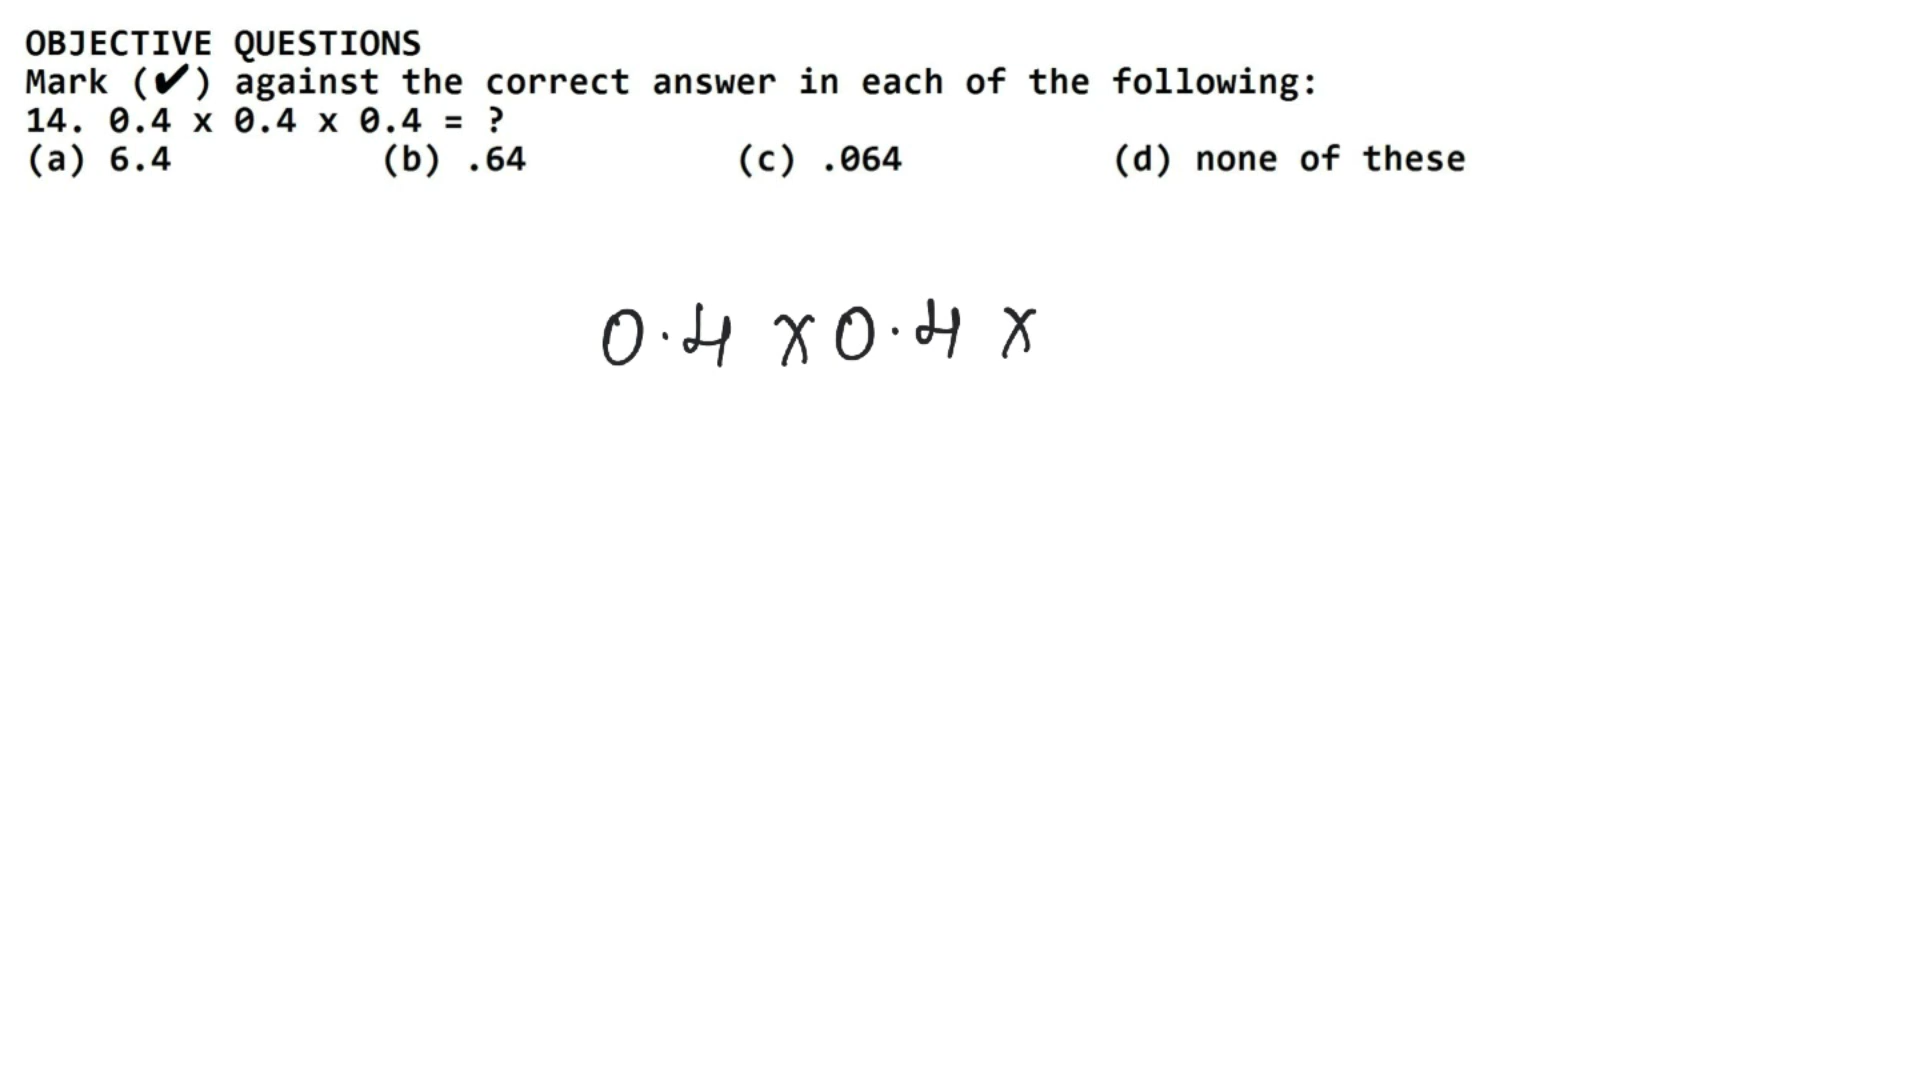 OBJECTIVE QUESTIONS
Mark (✔) against the correct answer in each of the following:
14. 0.4 x 0.4 x 0.4 = ?
(a) 6.4 (b) .64 (c) .064 (d) none of these
0.4 x 0.4 x